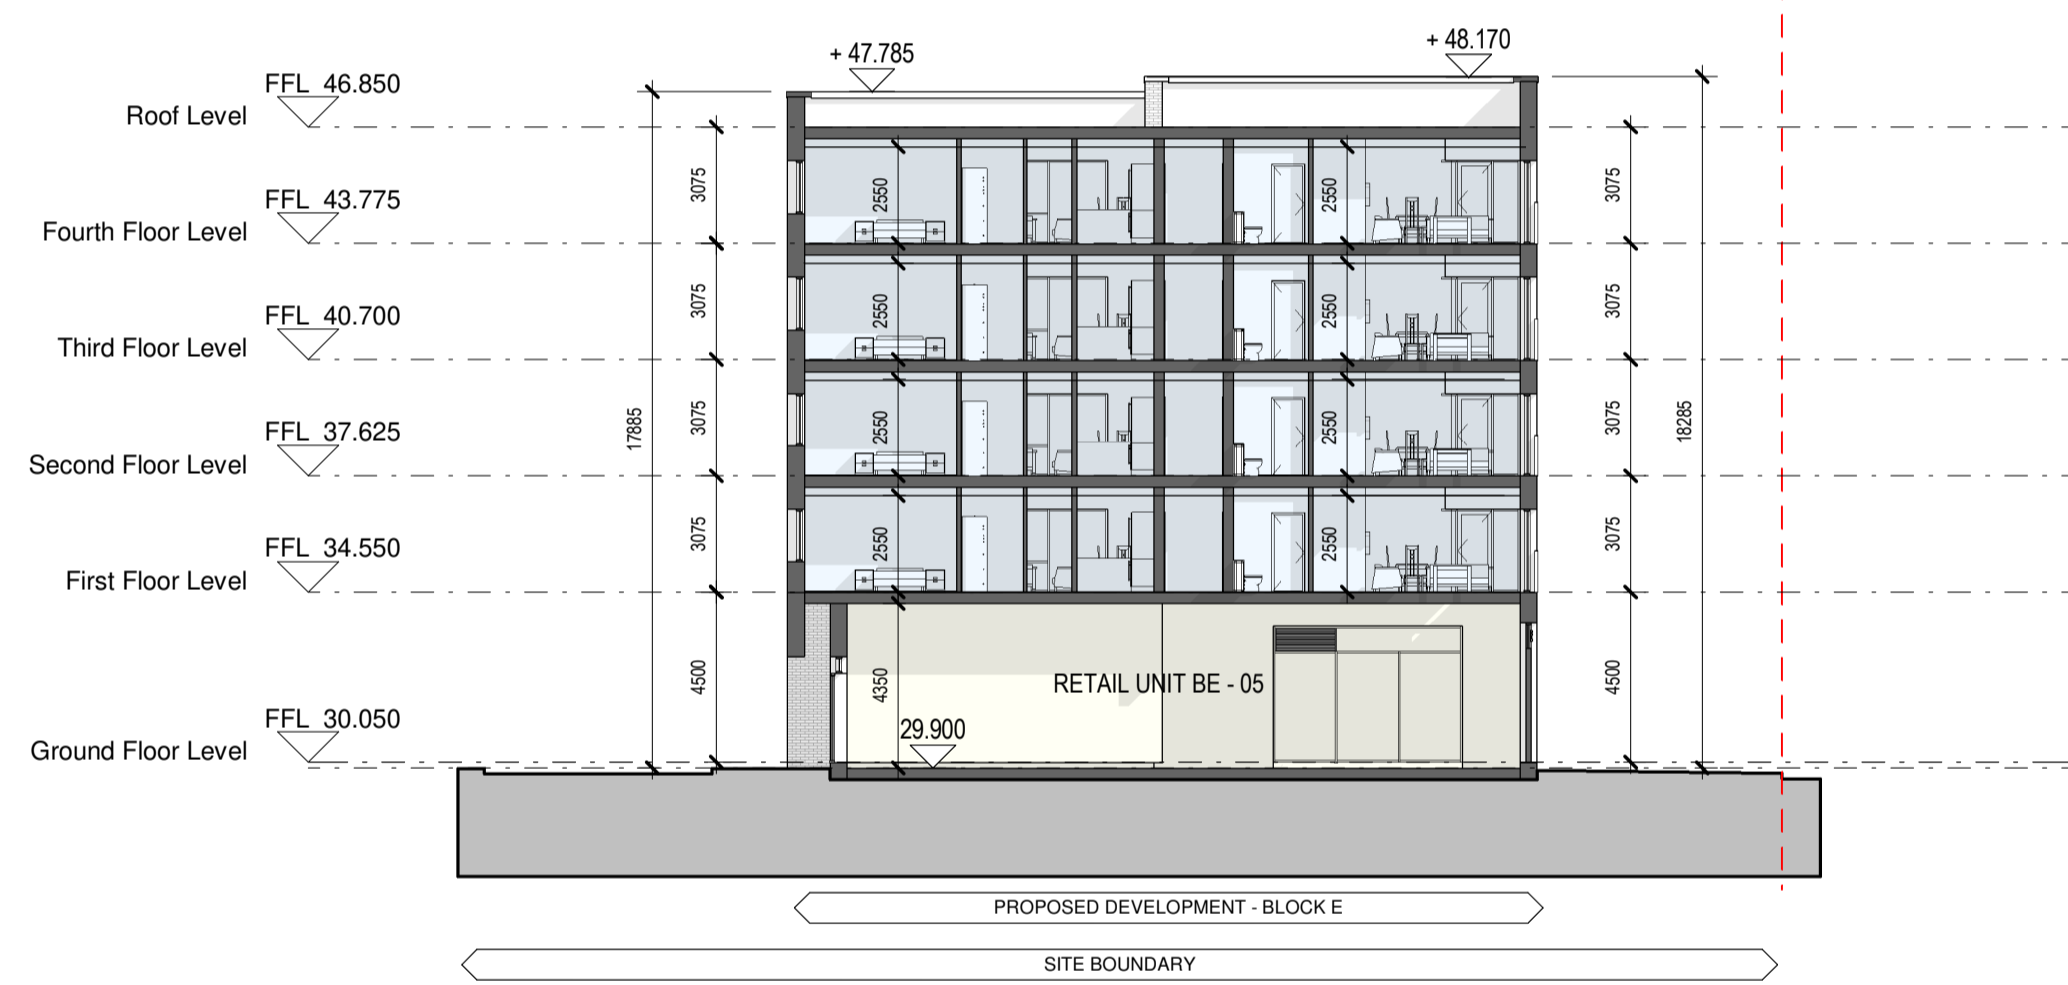 + 47.785
+ 48.170
FFL 46.850
Roof Level
FFL 43.775
Fourth Floor Level
3075
2550
2550
3075
FFL 40.700
Third Floor Level
3075
2550
2550
3075
FFL 37.625
Second Floor Level
17885
3075
2550
2550
3075
18285
FFL 34.550
First Floor Level
3075
2550
2550
3075
FFL 30.050
Ground Floor Level
4500
4350
RETAIL UNIT BE - 05
4500
29.900
PROPOSED DEVELOPMENT - BLOCK E
SITE BOUNDARY